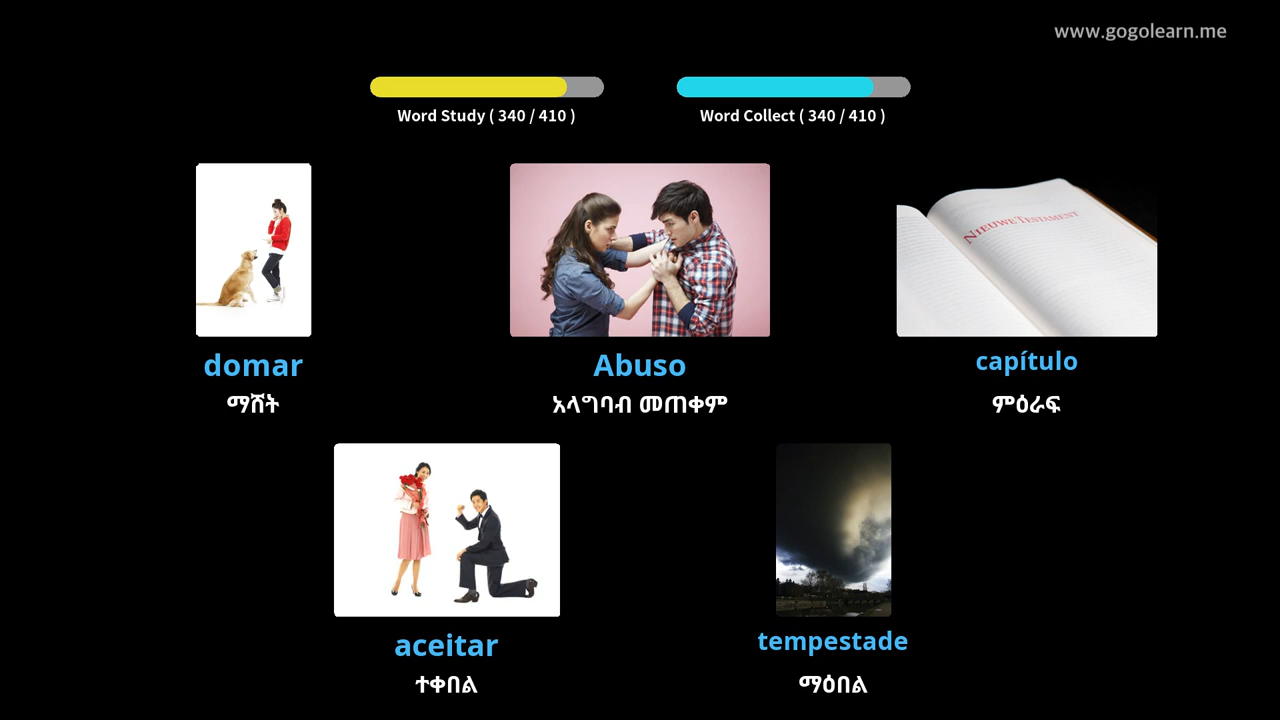 www.gogolearn.me
Word Study ( 340 / 410 )
Word Collect ( 340 / 410 )
NIEUWE TESTAMENT
domar
ማሸት
Abuso
አላግባብ መጠቀም
capítulo
ምዕራፍ
aceitar
ተቀበል
tempestade
ማዕበል